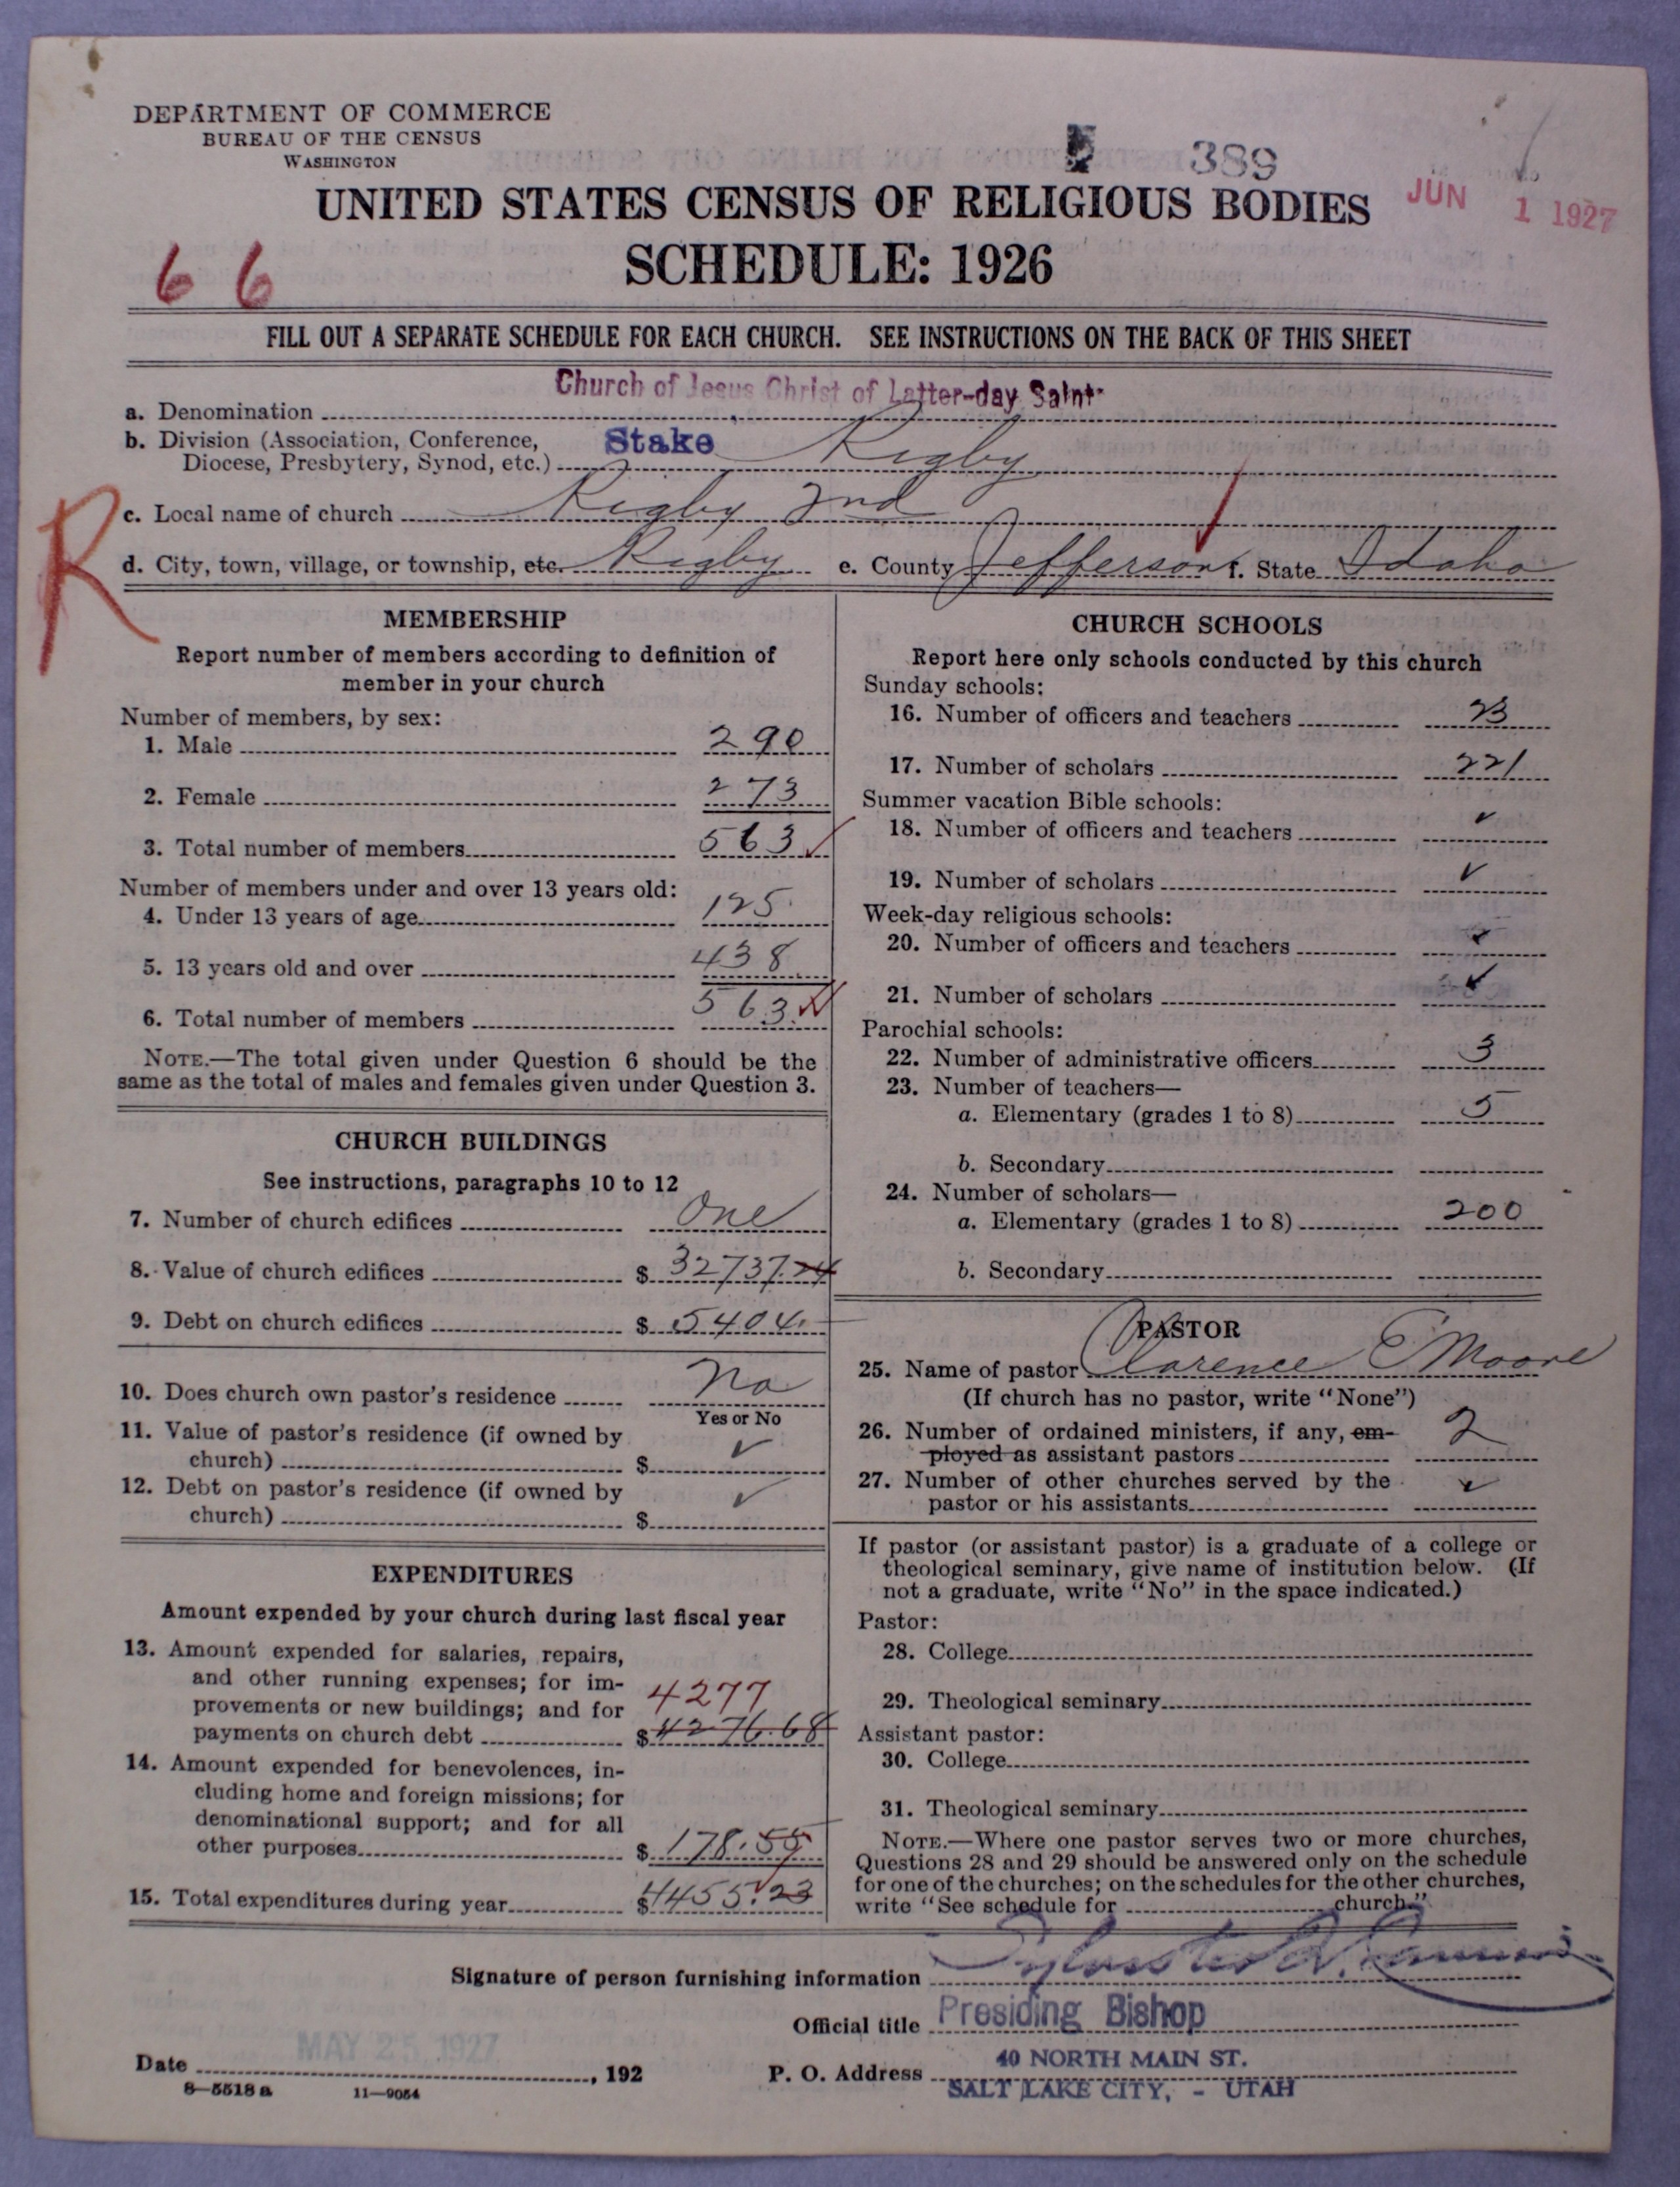 DEPARTMENT OF COMMERCE
BUREAU OF THE CENSUS
WASHINGTON
389
JUN 1 1927
UNITED STATES CENSUS OF RELIGIOUS BODIES
SCHEDULE: 1926
66
FILL OUT A SEPARATE SCHEDULE FOR EACH CHURCH. SEE INSTRUCTIONS ON THE BACK OF THIS SHEET
Church of Jesus Christ of Latter-day Saint
a. Denomination
b. Division (Association, Conference, Stake Rigby
Diocese, Presbytery, Synod, etc.)
R
c. Local name of church Rigby 2nd
d. City, town, village, or township, etc. Rigby e. County Jefferson f. State Idaho
MEMBERSHIP
Report number of members according to definition of
member in your church
Number of members, by sex:
1. Male 290
2. Female 273
3. Total number of members 563
Number of members under and over 13 years old:
4. Under 13 years of age 125
5. 13 years old and over 438
6. Total number of members 563
NOTE.—The total given under Question 6 should be the
same as the total of males and females given under Question 3.
CHURCH BUILDINGS
See instructions, paragraphs 10 to 12
7. Number of church edifices One
8. Value of church edifices $ 32737.24
9. Debt on church edifices $ 5404.
10. Does church own pastor's residence No
Yes or No
11. Value of pastor's residence (if owned by
church) $ ✓
12. Debt on pastor's residence (if owned by
church) $ ✓
EXPENDITURES
Amount expended by your church during last fiscal year
13. Amount expended for salaries, repairs,
and other running expenses; for im-
provements or new buildings; and for 4277
payments on church debt $ 4276.68
14. Amount expended for benevolences, in-
cluding home and foreign missions; for
denominational support; and for all
other purposes $ 178.55
15. Total expenditures during year $ 4455.23
CHURCH SCHOOLS
Report here only schools conducted by this church
Sunday schools:
16. Number of officers and teachers 23
17. Number of scholars 221
Summer vacation Bible schools:
18. Number of officers and teachers ✓
19. Number of scholars ✓
Week-day religious schools:
20. Number of officers and teachers ✓
21. Number of scholars ✓
Parochial schools:
22. Number of administrative officers 3
23. Number of teachers—
a. Elementary (grades 1 to 8) 5
b. Secondary
24. Number of scholars—
a. Elementary (grades 1 to 8) 200
b. Secondary
PASTOR
25. Name of pastor Clarence E Moore
(If church has no pastor, write "None")
26. Number of ordained ministers, if any, em-
ployed as assistant pastors 2
27. Number of other churches served by the
pastor or his assistants ✓
If pastor (or assistant pastor) is a graduate of a college or
theological seminary, give name of institution below. (If
not a graduate, write "No" in the space indicated.)
Pastor:
28. College
29. Theological seminary
Assistant pastor:
30. College
31. Theological seminary
NOTE.—Where one pastor serves two or more churches,
Questions 28 and 29 should be answered only on the schedule
for one of the churches; on the schedules for the other churches,
write "See schedule for church."
Signature of person furnishing information Sylvester Q. Cannon
Official title Presiding Bishop
MAY 25 1927
Date , 192
P. O. Address 40 NORTH MAIN ST.
SALT LAKE CITY, - UTAH
8—5518 a 11—9054